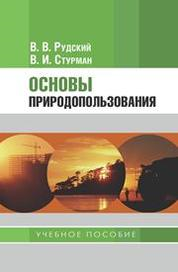 В. В. Рудский
В. И. Стурман
ОСНОВЫ
ПРИРОДОПОЛЬЗОВАНИЯ
УЧЕБНОЕ ПОСОБИЕ